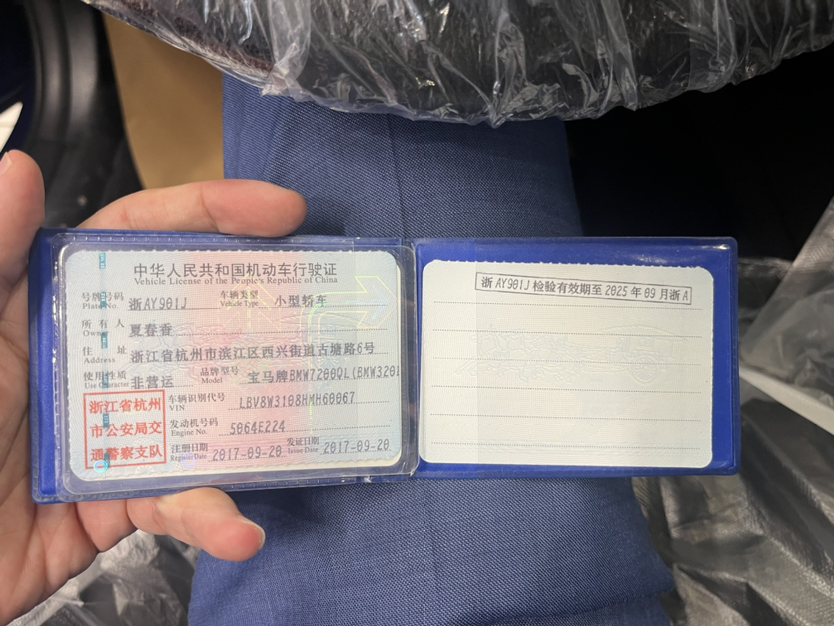 中华人民共和国机动车行驶证
Vehicle License of the People's Republic of China
号牌号码 浙AY901J 车辆类型 小型轿车
Plate No. Vehicle Type
所有人 夏春香
Owner
住址 浙江省杭州市滨江区西兴街道古塘路6号
Address
使用性质 非营运 品牌型号 宝马牌BMW7200QL(BMW320l
Use Character Model
浙江省杭州
市公安局交
通警察支队
车辆识别代号 LBV8W3108HMH60067
VIN
发动机号码 5064E224
Engine No.
注册日期 2017-09-20 发证日期 2017-09-20
Register Date Issue Date
浙AY901J 检验有效期至 2025 年 09 月浙A